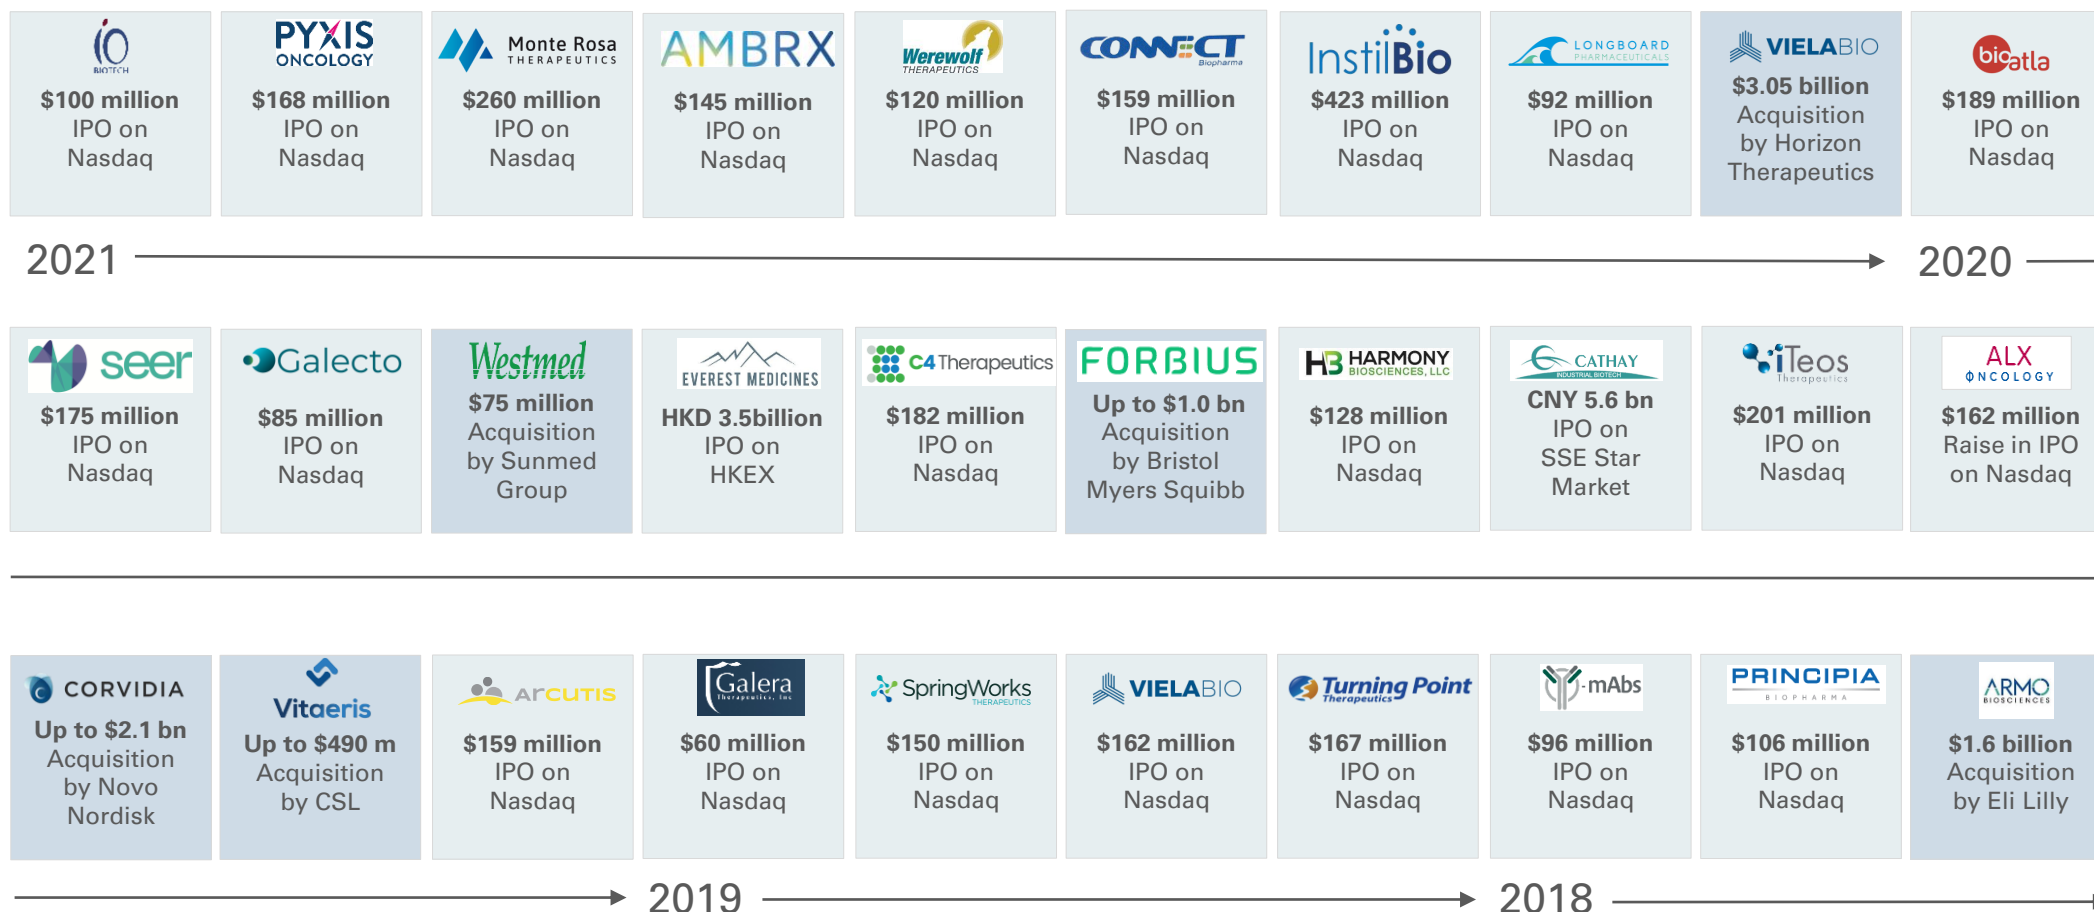 iO
BIOTECH
$100 million
IPO on
Nasdaq
PYXIS
ONCOLOGY
$168 million
IPO on
Nasdaq
Monte Rosa
THERAPEUTICS
$260 million
IPO on
Nasdaq
AMBRX
$145 million
IPO on
Nasdaq
Werewolf
THERAPEUTICS
$120 million
IPO on
Nasdaq
CONNECT
Biopharma
$159 million
IPO on
Nasdaq
InstilBio
$423 million
IPO on
Nasdaq
LONGBOARD
PHARMACEUTICALS
$92 million
IPO on
Nasdaq
VIELABIO
$3.05 billion
Acquisition
by Horizon
Therapeutics
bioatla
$189 million
IPO on
Nasdaq
2021
2020
seer
$175 million
IPO on
Nasdaq
Galecto
$85 million
IPO on
Nasdaq
Westmed
$75 million
Acquisition
by Sunmed
Group
EVEREST MEDICINES
HKD 3.5billion
IPO on
HKEX
C4 Therapeutics
$182 million
IPO on
Nasdaq
FORBIUS
Up to $1.0 bn
Acquisition
by Bristol
Myers Squibb
HB HARMONY
BIOSCIENCES, LLC
$128 million
IPO on
Nasdaq
CATHAY
INDUSTRIAL BIOTECH
CNY 5.6 bn
IPO on
SSE Star
Market
iTeos
Therapeutics
$201 million
IPO on
Nasdaq
ALX
ONCOLOGY
$162 million
Raise in IPO
on Nasdaq
CORVIDIA
Up to $2.1 bn
Acquisition
by Novo
Nordisk
Vitaeris
Up to $490 m
Acquisition
by CSL
ARCUTIS
$159 million
IPO on
Nasdaq
Galera
Therapeutics, Inc
$60 million
IPO on
Nasdaq
SpringWorks
THERAPEUTICS
$150 million
IPO on
Nasdaq
VIELABIO
$162 million
IPO on
Nasdaq
Turning Point
Therapeutics
$167 million
IPO on
Nasdaq
Y-mAbs
$96 million
IPO on
Nasdaq
PRINCIPIA
BIOPHARMA
$106 million
IPO on
Nasdaq
ARMO
BIOSCIENCES
$1.6 billion
Acquisition
by Eli Lilly
2019
2018